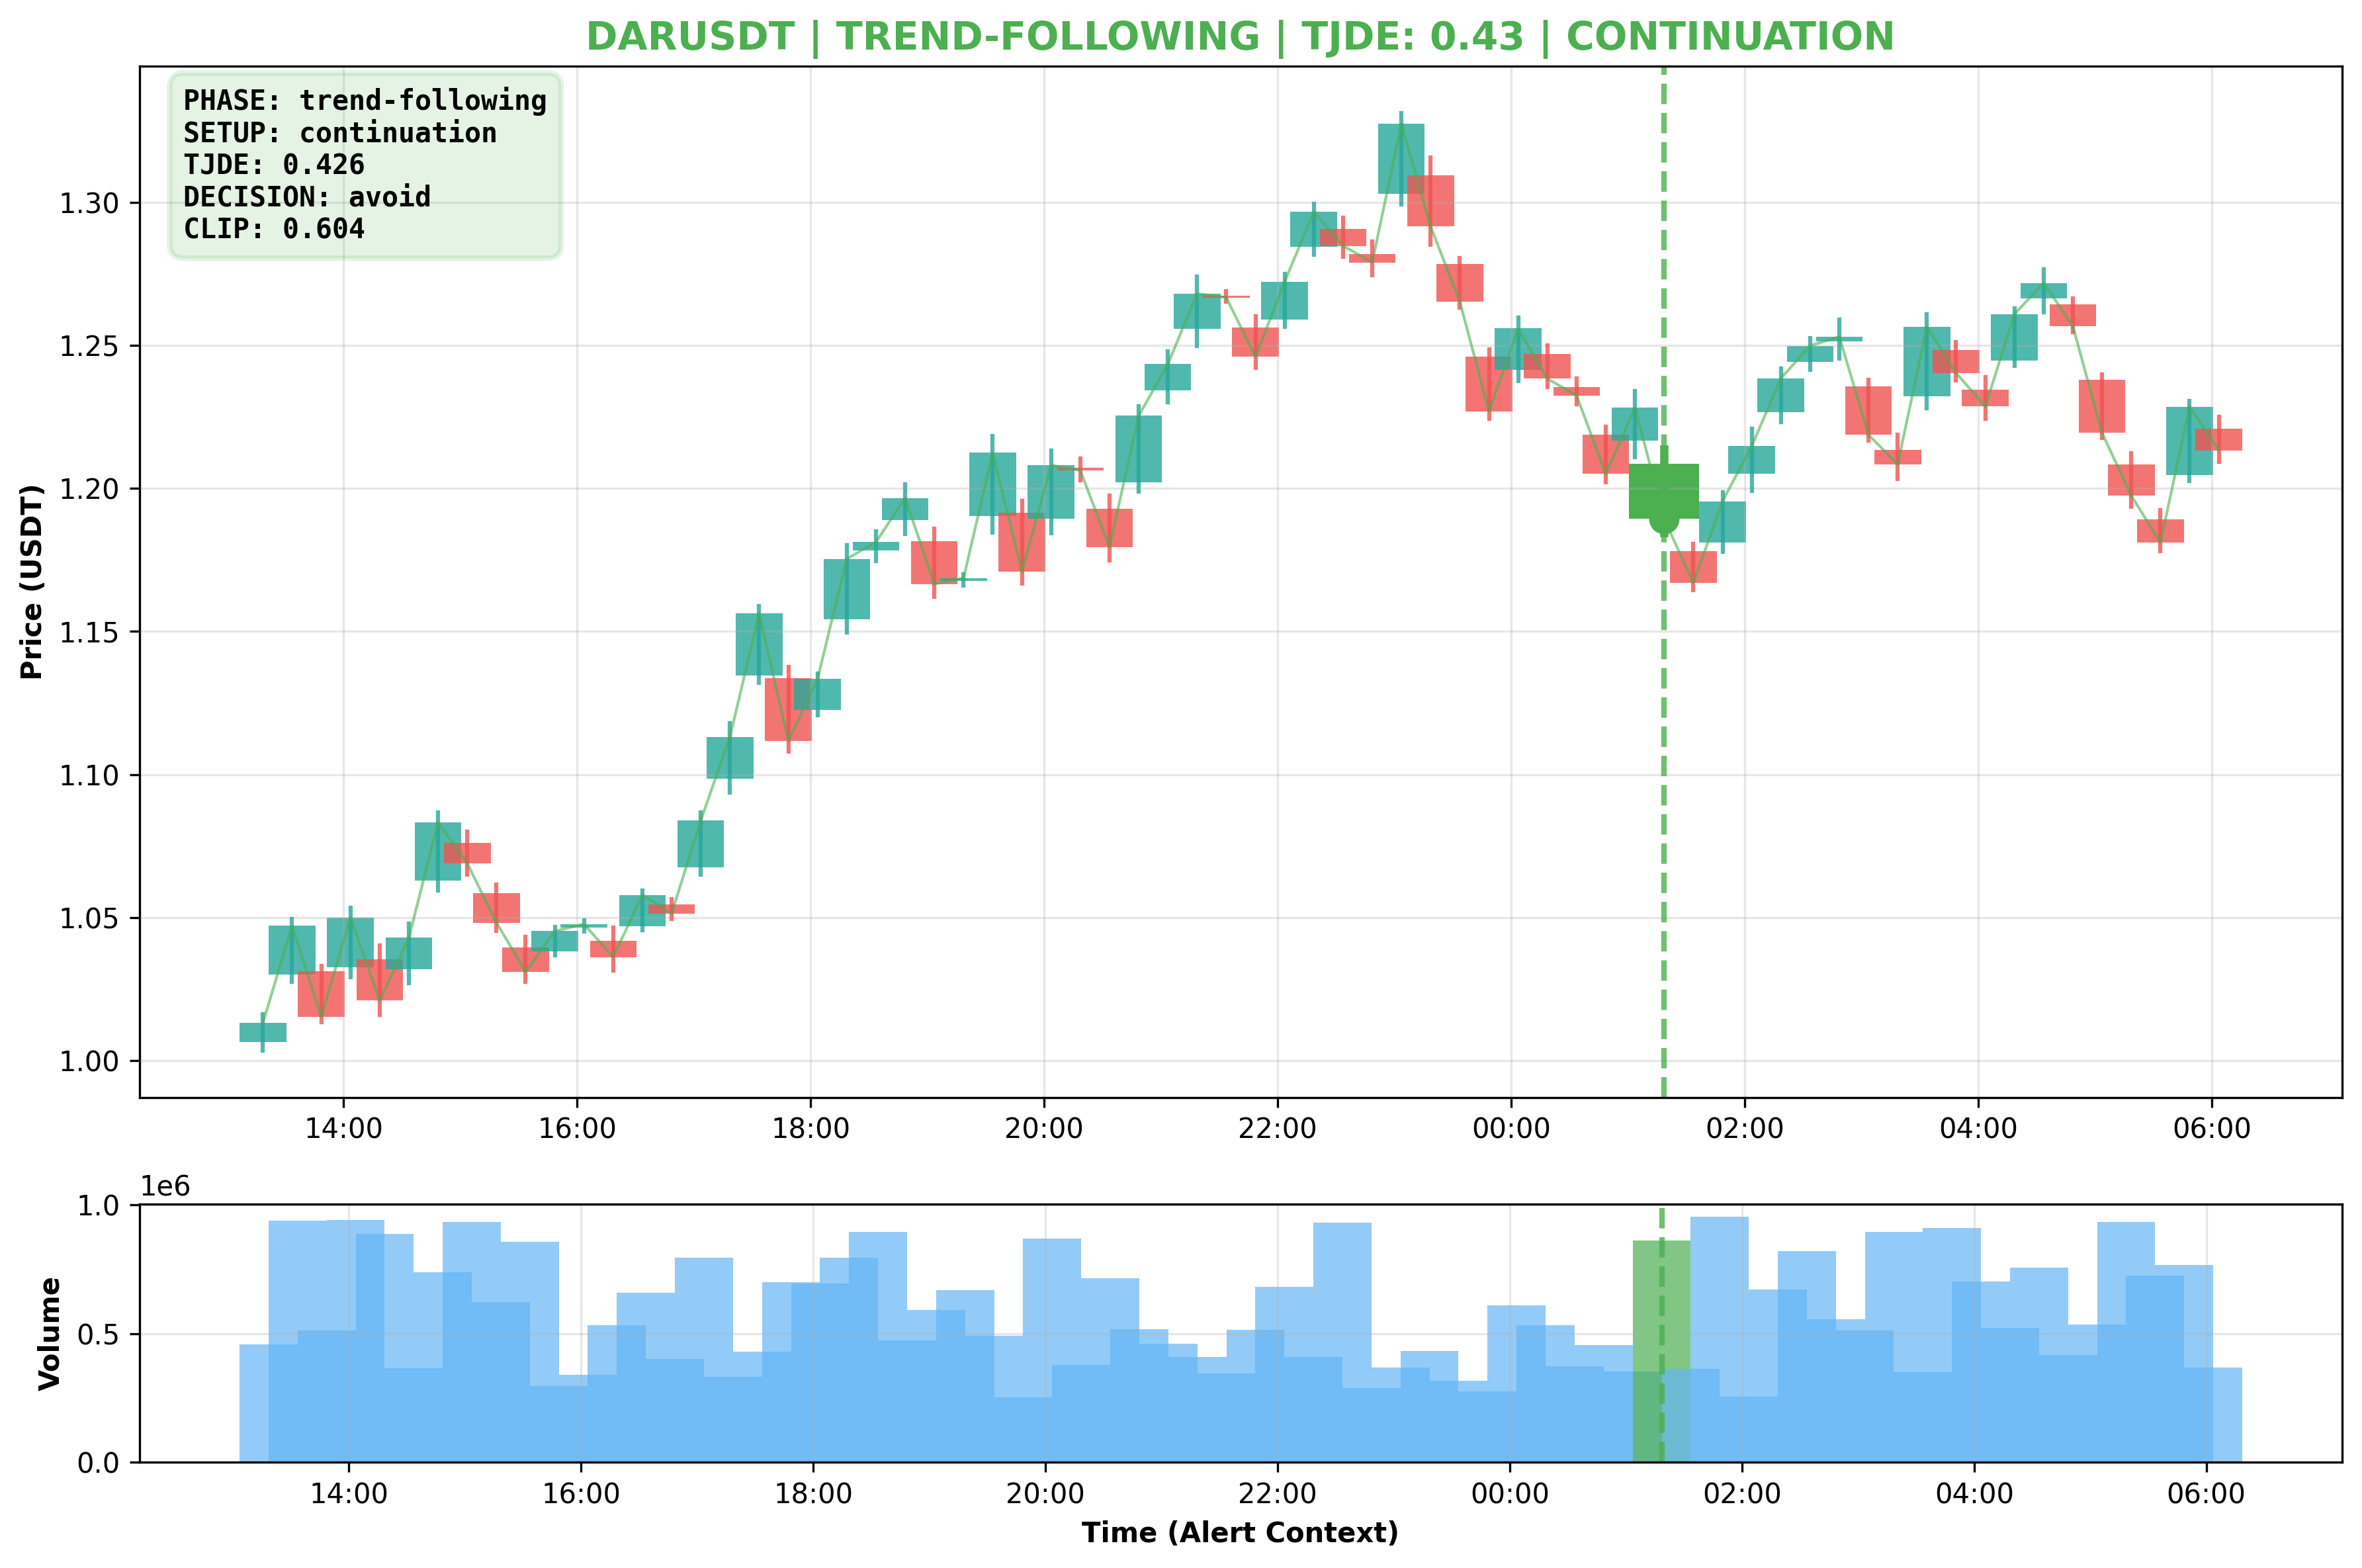 DARUSDT | TREND-FOLLOWING | TJDE: 0.43 | CONTINUATION
PHASE: trend-following
SETUP: continuation
TJDE: 0.426
DECISION: avoid
CLIP: 0.604
Price (USDT)
1.30
1.25
1.20
1.15
1.10
1.05
1.00
14:00 16:00 18:00 20:00 22:00 00:00 02:00 04:00 06:00
1e6
Volume
1.0
0.5
0.0
14:00 16:00 18:00 20:00 22:00 00:00 02:00 04:00 06:00
Time (Alert Context)